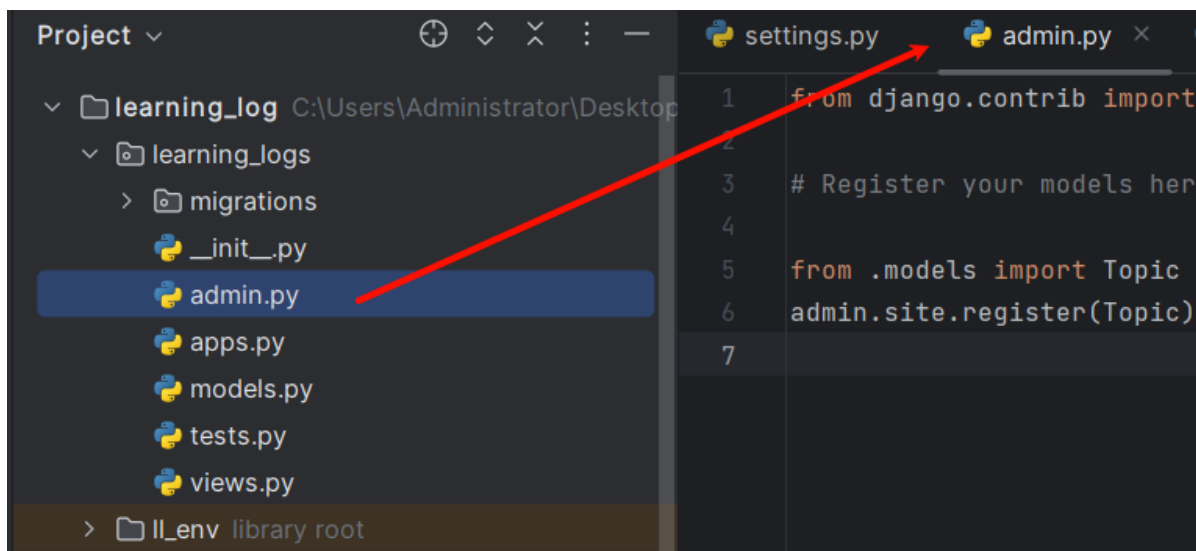 Project
learning_log C:\Users\Administrator\Desktop
learning_logs
migrations
__init__.py
admin.py
apps.py
models.py
tests.py
views.py
ll_env library root
settings.py
admin.py
1 from django.contrib import
2
3 # Register your models her
4
5 from .models import Topic
6 admin.site.register(Topic)
7